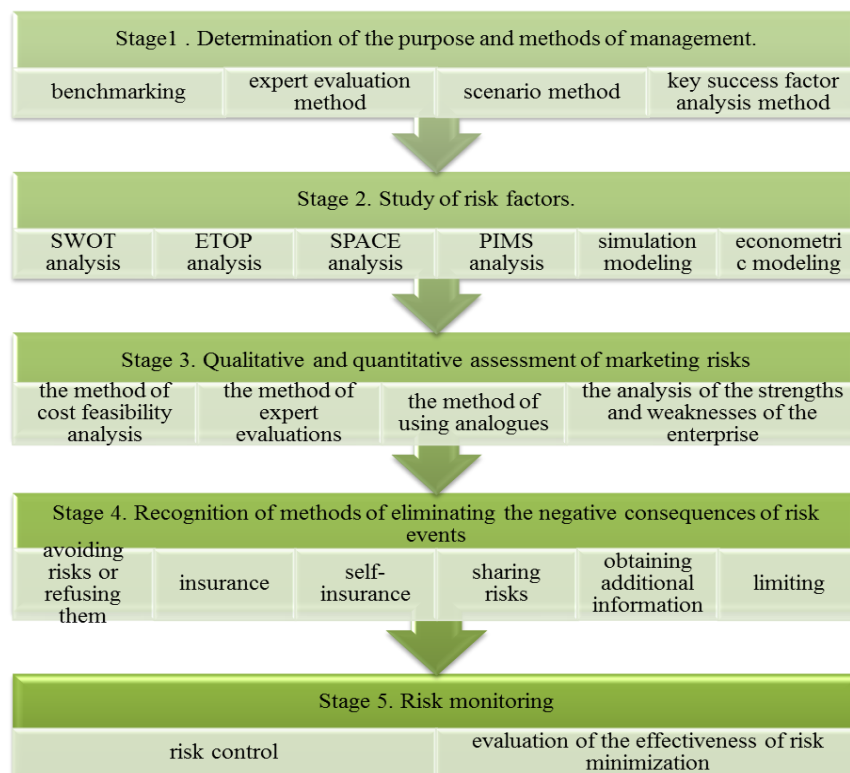 Stage1 . Determination of the purpose and methods of management.
benchmarking
expert evaluation
method
scenario method
key success factor
analysis method
Stage 2. Study of risk factors.
SWOT
analysis
ETOP
analysis
SPACE
analysis
PIMS
analysis
simulation
modeling
econometri
c modeling
Stage 3. Qualitative and quantitative assessment of marketing risks
the method of
cost feasibility
analysis
the method of
expert
evaluations
the method of
using analogues
the analysis of the strengths
and weaknesses of the
enterprise
Stage 4. Recognition of methods of eliminating the negative consequences of risk
events
avoiding
risks or
refusing
them
insurance
self-
insurance
sharing
risks
obtaining
additional
information
limiting
Stage 5. Risk monitoring
risk control
evaluation of the effectiveness of risk
minimization